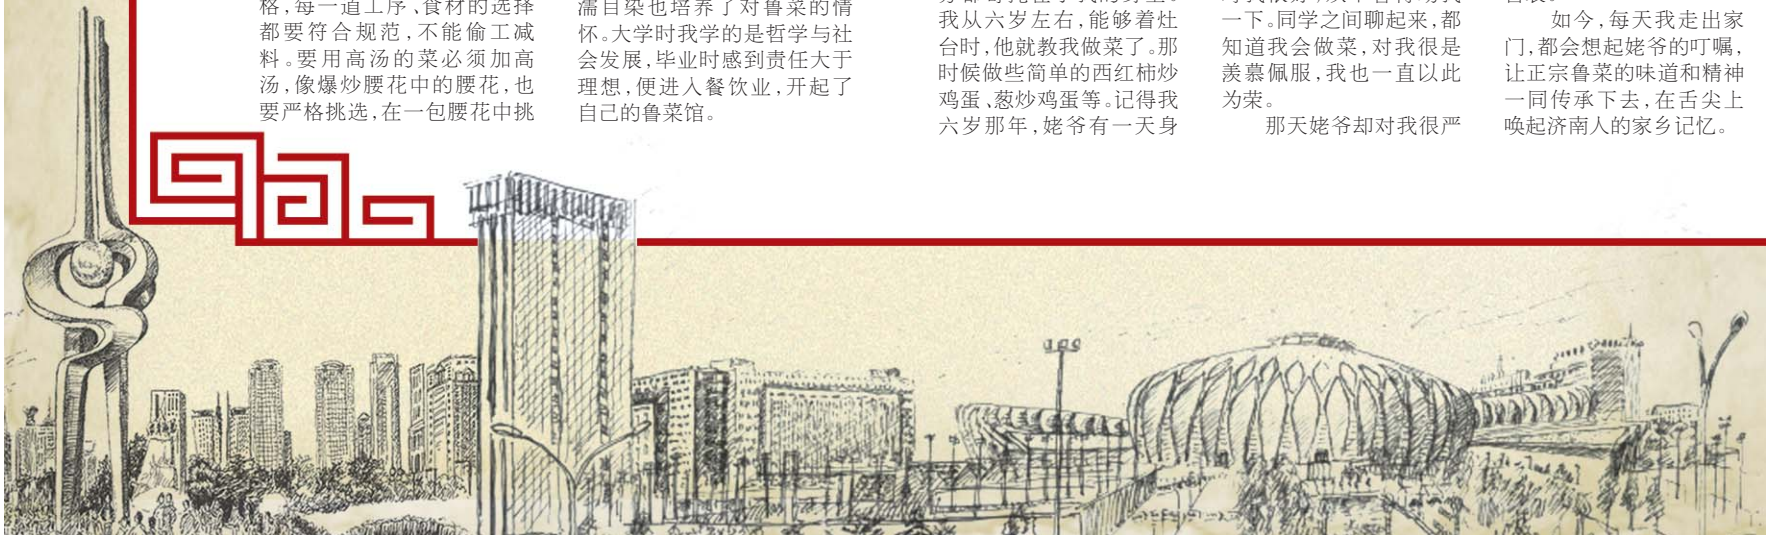 格,每一道工序、食材的选择
都要符合规范,不能偷工减
料。要用高汤的菜必须加高
汤,像爆炒腰花中的腰花,也
要严格挑选,在一包腰花中挑
濡目染也培养了对鲁菜的情
怀。大学时我学的是哲学与社
会发展,毕业时感到责任大于
理想,便进入餐饮业,开起了
自己的鲁菜馆。
我从六岁左右,能够着灶
台时,他就教我做菜了。那
时候做些简单的西红柿炒
鸡蛋、葱炒鸡蛋等。记得我
六岁那年,姥爷有一天身
一下。同学之间聊起来,都
知道我会做菜,对我很是
羡慕佩服,我也一直以此
为荣。
那天姥爷却对我很严
如今,每天我走出家
门,都会想起姥爷的叮嘱,
让正宗鲁菜的味道和精神
一同传承下去,在舌尖上
唤起济南人的家乡记忆。